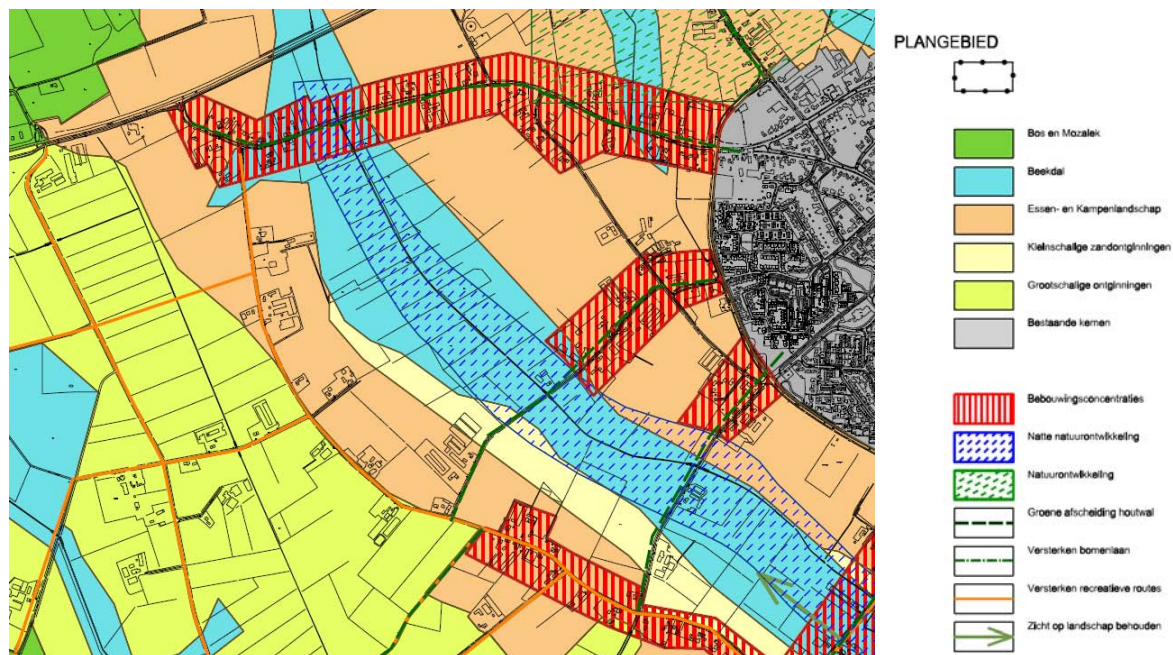 PLANGEBIED
Bos en Mozaiek
Beekdal
Essen- en Kampenlandschap
Kleinschalige zandontginningen
Grootschalige ontginningen
Bestaande kernen
Bebouwingsconcentraties
Natte natuurontwikkeling
Natuurontwikkeling
Groene afscheiding houtwal
Versterken bomenlaan
Versterken recreatieve routes
Zicht op landschap behouden